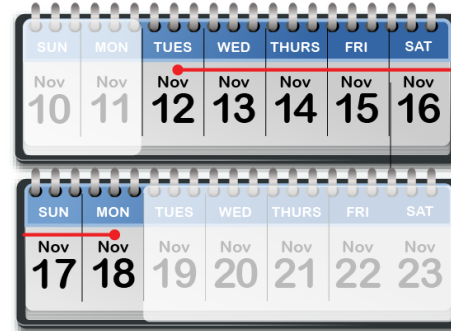 SUN MON TUES WED THURS FRI SAT
Nov Nov Nov Nov Nov Nov Nov
10 11 12 13 14 15 16
SUN MON TUES WED THURS FRI SAT
Nov Nov Nov Nov Nov Nov Nov
17 18 19 20 21 22 23